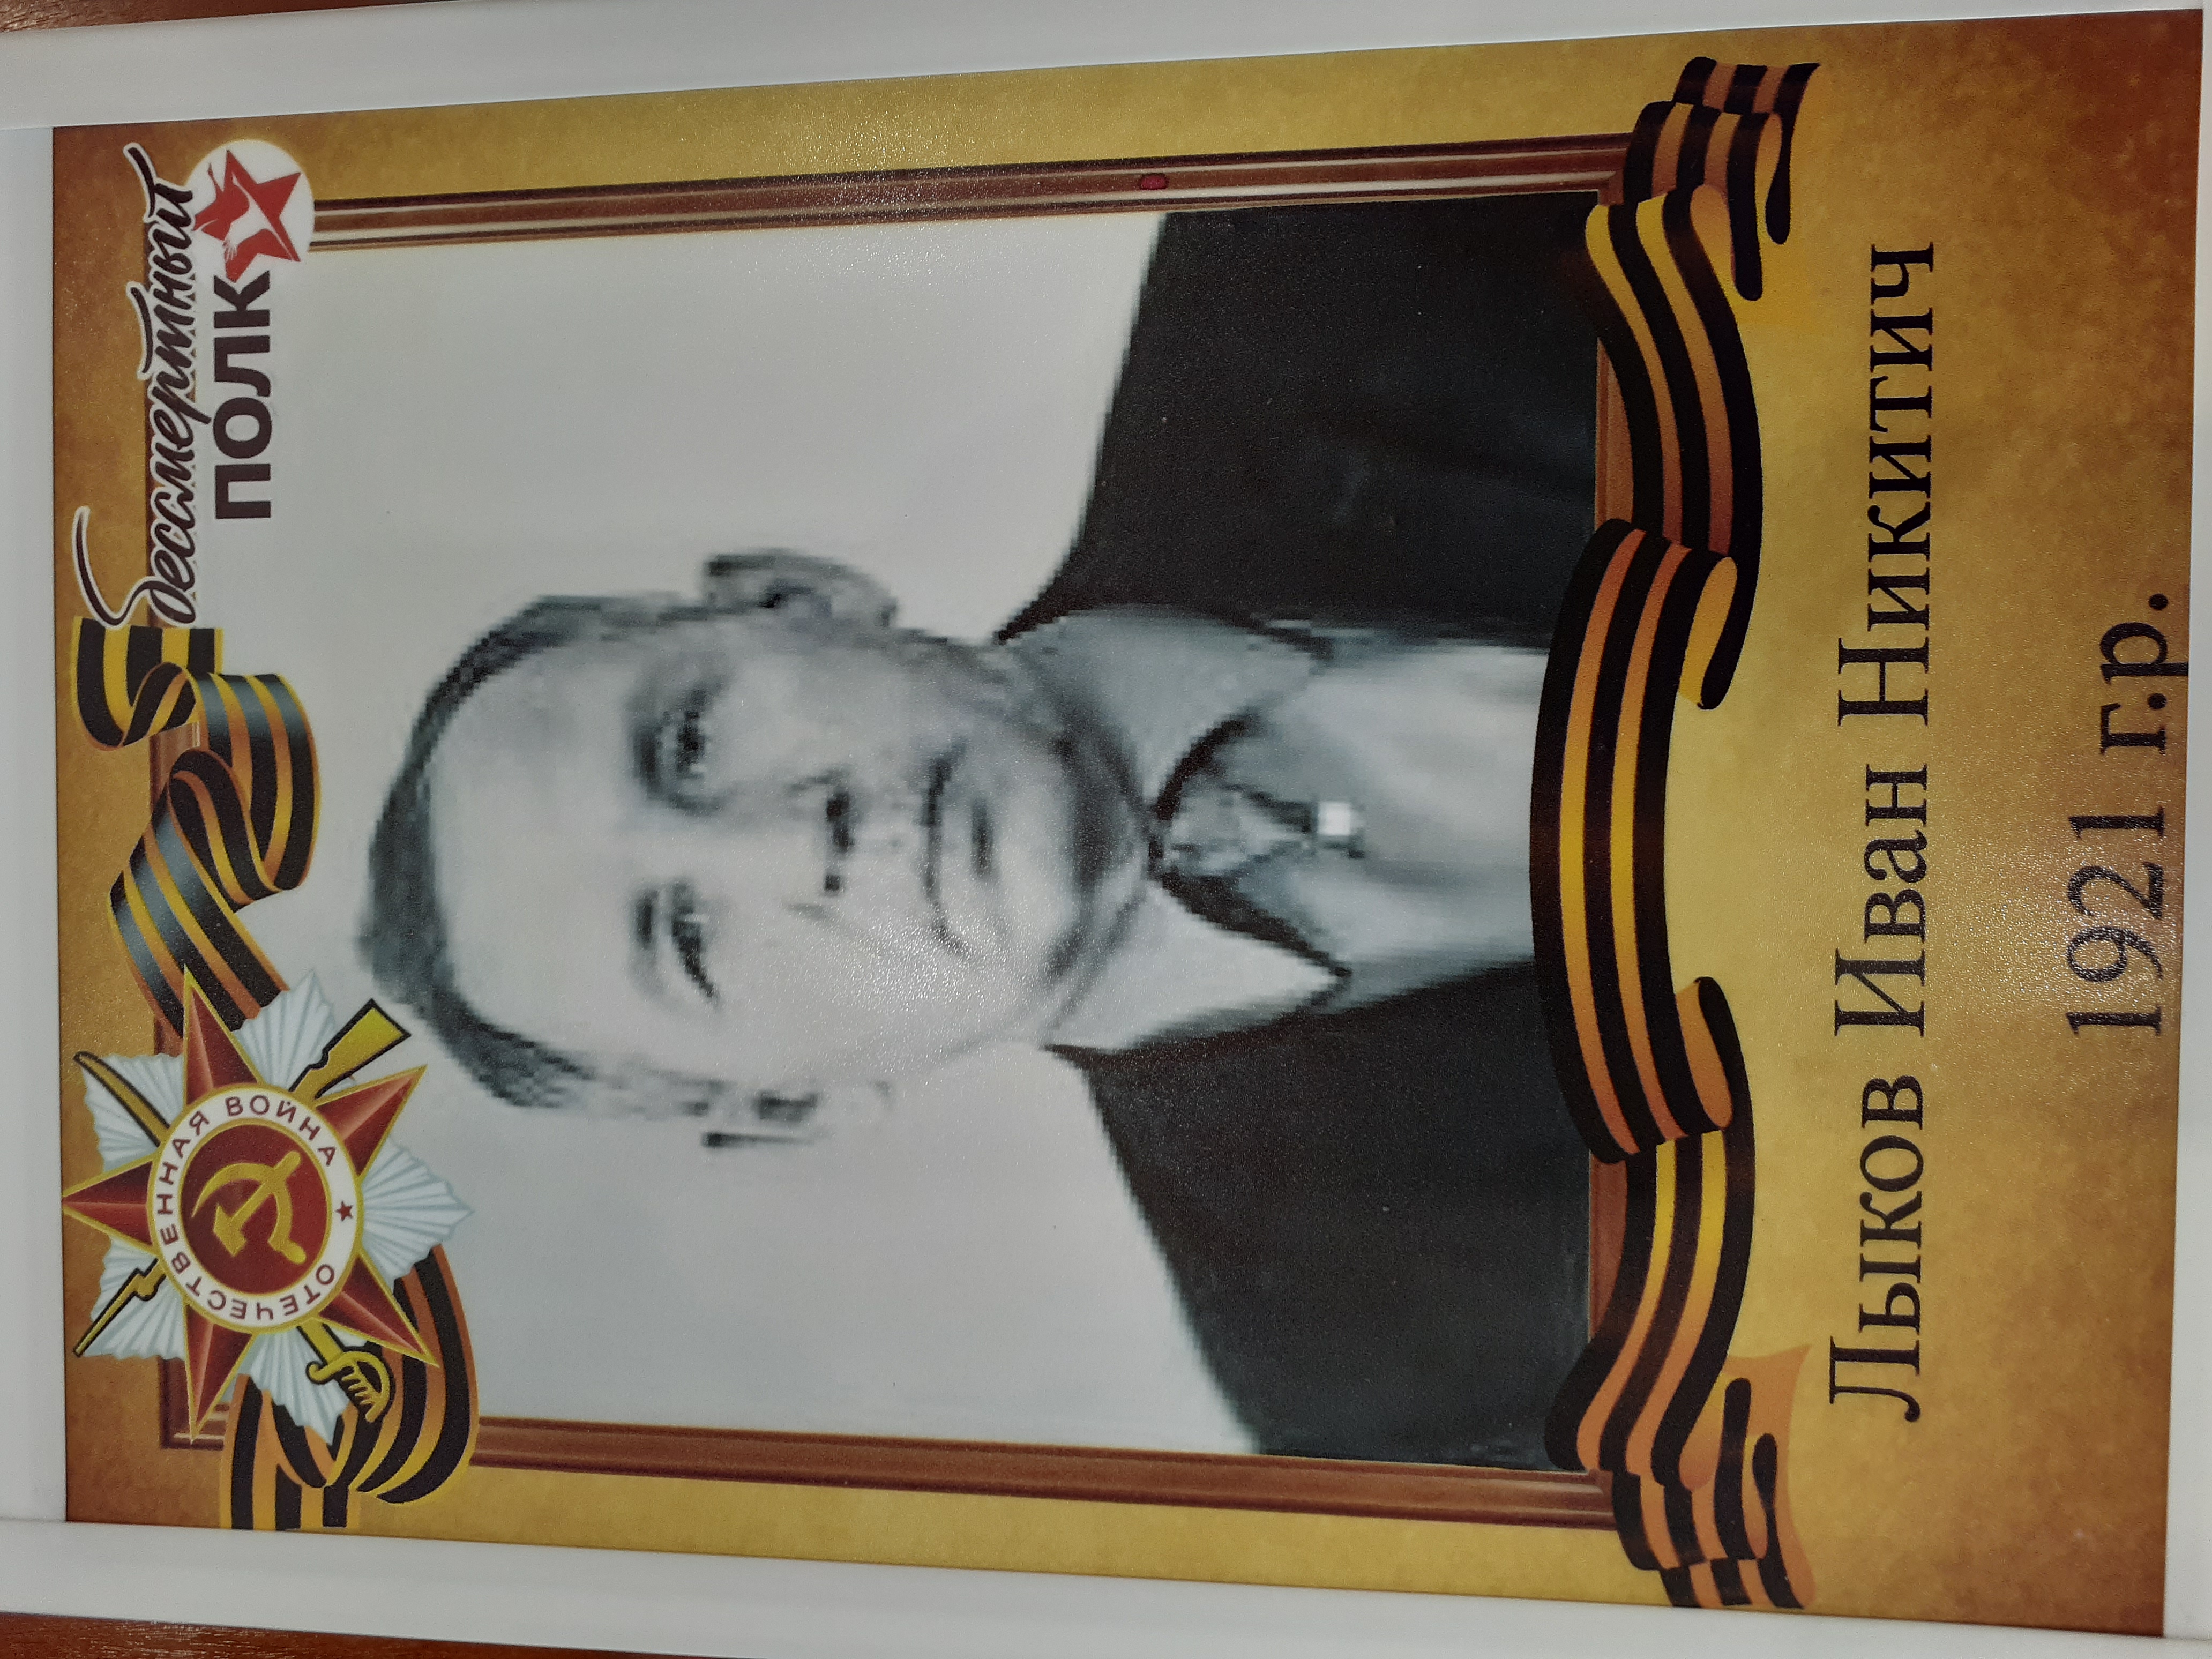 ОТЕЧЕСТВЕННАЯ ВОЙНА
Бессмертный
ПОЛК
Лыков Иван Никитич
1921 г.р.